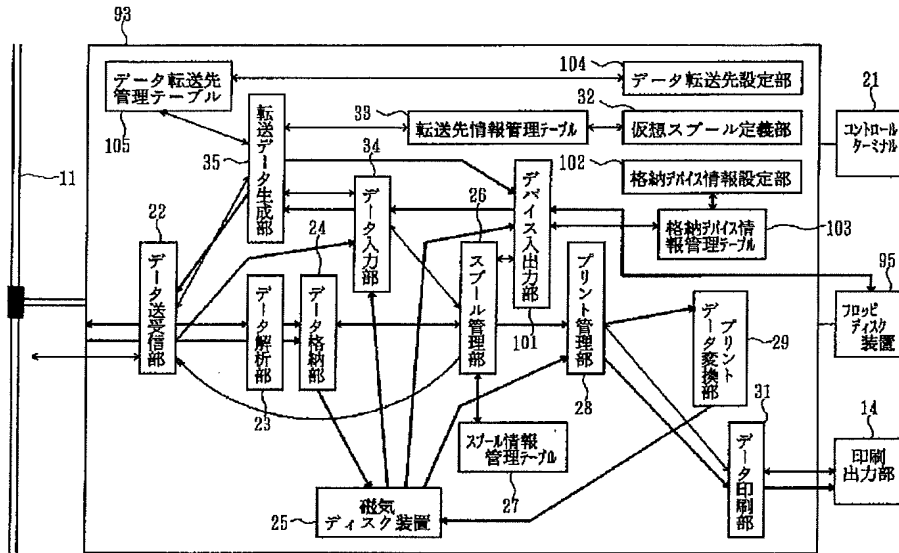 93
データ転送先
管理テーブル
105
104
データ転送先設定部
33
転送先情報管理テーブル
32
仮想スプール定義部
21
コントロール
ターミナル
35
転送データ生成部
34
データ入力部
デバイス入出力部
101
102
格納デバイス情報設定部
格納デバイス情
報管理テーブル
103
11
22
データ送受信部
データ解析部
23
24
データ格納部
26
スプール管理部
プリント管理部
28
95
フロッピ
ディスク
装置
プリント
データ変換部
29
スプール情報
管理テーブル
27
31
データ印刷部
14
印刷
出力部
25
磁気
ディスク装置